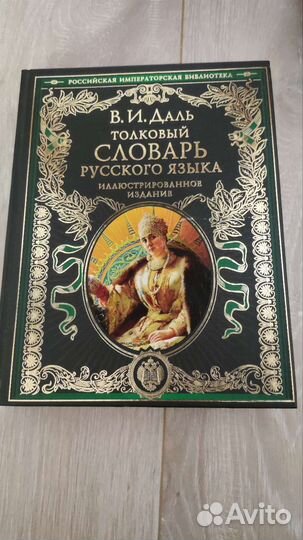 РОССИЙСКАЯ ИМПЕРАТОРСКАЯ БИБЛИОТЕКА
В. И. ДАЛЬ
ТОЛКОВЫЙ
СЛОВАРЬ
РУССКОГО ЯЗЫКА
ИЛЛЮСТРИРОВАННОЕ
ИЗДАНИЕ
Avito